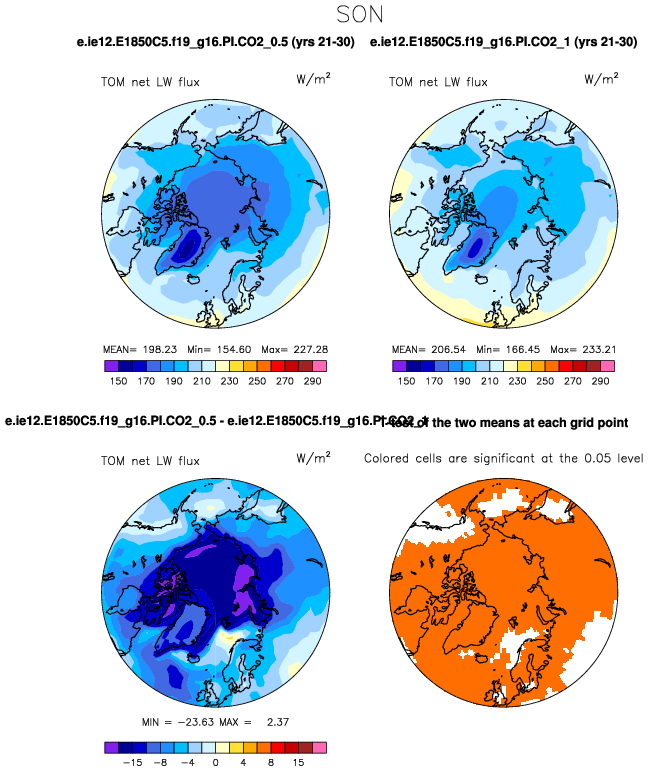 SON
e.ie12.E1850C5.f19_g16.PI.CO2_0.5 (yrs 21-30) e.ie12.E1850C5.f19_g16.PI.CO2_1 (yrs 21-30)
TOM net LW flux W/m²
TOM net LW flux W/m²
MEAN= 198.23 Min= 154.60 Max= 227.28
150 170 190 210 230 250 270 290
MEAN= 206.54 Min= 166.45 Max= 233.21
150 170 190 210 230 250 270 290
e.ie12.E1850C5.f19_g16.PI.CO2_0.5 - e.ie12.E1850C5.f19_g16.PI.CO2_
of the two means at each grid point
TOM net LW flux W/m²
Colored cells are significant at the 0.05 level
MIN = −23.63 MAX = 2.37
−15 −8 −4 0 4 8 15